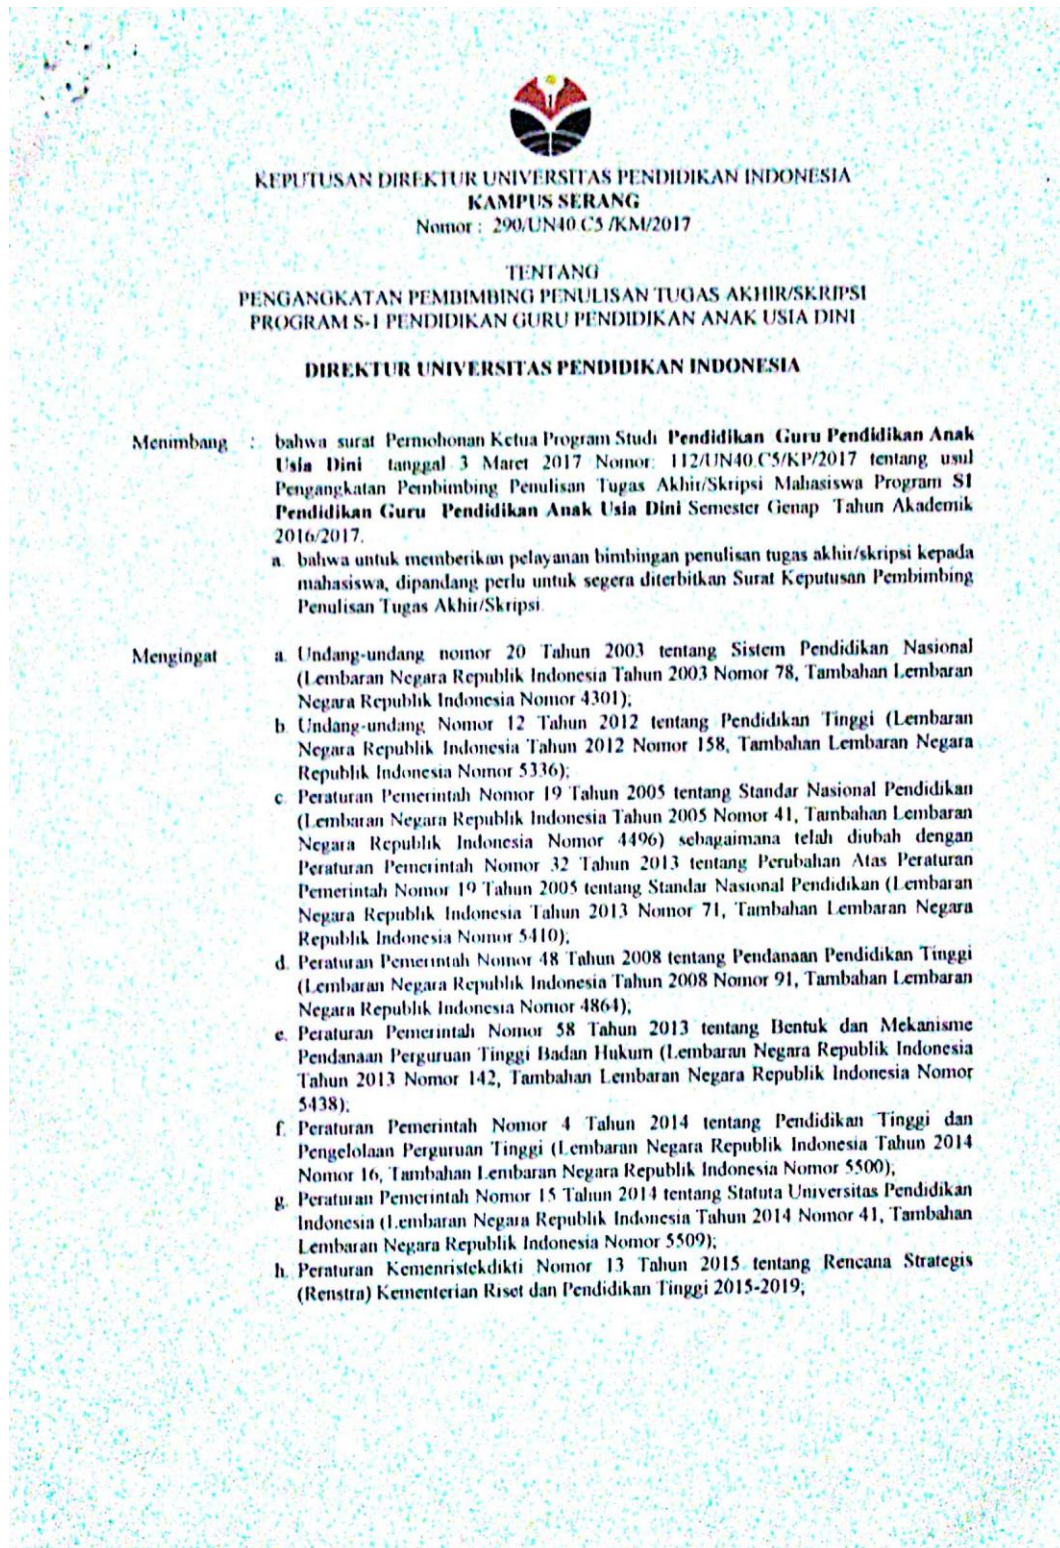 KEPUTUSAN DIREKTUR UNIVERSITAS PENDIDIKAN INDONESIA
KAMPUS SERANG
Nomor : 290/UN40.C5 /KM/2017
TENTANG
PENGANGKATAN PEMBIMBING PENULISAN TUGAS AKHIR/SKRIPSI
PROGRAM S-1 PENDIDIKAN GURU PENDIDIKAN ANAK USIA DINI
DIREKTUR UNIVERSITAS PENDIDIKAN INDONESIA
Menimbang : bahwa surat Permohonan Ketua Program Studi Pendidikan Guru Pendidikan Anak
Usia Dini tanggal 3 Maret 2017 Nomor: 112/UN40.C5/KP/2017 tentang usul
Pengangkatan Pembimbing Penulisan Tugas Akhir/Skripsi Mahasiswa Program S1
Pendidikan Guru Pendidikan Anak Usia Dini Semester Genap Tahun Akademik
2016/2017.
a. bahwa untuk memberikan pelayanan bimbingan penulisan tugas akhir/skripsi kepada
mahasiswa, dipandang perlu untuk segera diterbitkan Surat Keputusan Pembimbing
Penulisan Tugas Akhir/Skripsi.
Mengingat a. Undang-undang nomor 20 Tahun 2003 tentang Sistem Pendidikan Nasional
(Lembaran Negara Republik Indonesia Tahun 2003 Nomor 78, Tambahan Lembaran
Negara Republik Indonesia Nomor 4301);
b. Undang-undang Nomor 12 Tahun 2012 tentang Pendidikan Tinggi (Lembaran
Negara Republik Indonesia Tahun 2012 Nomor 158, Tambahan Lembaran Negara
Republik Indonesia Nomor 5336);
c. Peraturan Pemerintah Nomor 19 Tahun 2005 tentang Standar Nasional Pendidikan
(Lembaran Negara Republik Indonesia Tahun 2005 Nomor 41, Tambahan Lembaran
Negara Republik Indonesia Nomor 4496) sebagaimana telah diubah dengan
Peraturan Pemerintah Nomor 32 Tahun 2013 tentang Perubahan Atas Peraturan
Pemerintah Nomor 19 Tahun 2005 tentang Standar Nasional Pendidikan (Lembaran
Negara Republik Indonesia Tahun 2013 Nomor 71, Tambahan Lembaran Negara
Republik Indonesia Nomor 5410);
d. Peraturan Pemerintah Nomor 48 Tahun 2008 tentang Pendanaan Pendidikan Tinggi
(Lembaran Negara Republik Indonesia Tahun 2008 Nomor 91, Tambahan Lembaran
Negara Republik Indonesia Nomor 4864);
e. Peraturan Pemerintah Nomor 58 Tahun 2013 tentang Bentuk dan Mekanisme
Pendanaan Perguruan Tinggi Badan Hukum (Lembaran Negara Republik Indonesia
Tahun 2013 Nomor 142, Tambahan Lembaran Negara Republik Indonesia Nomor
5438);
f. Peraturan Pemerintah Nomor 4 Tahun 2014 tentang Pendidikan Tinggi dan
Pengelolaan Perguruan Tinggi (Lembaran Negara Republik Indonesia Tahun 2014
Nomor 16, Tambahan Lembaran Negara Republik Indonesia Nomor 5500);
g. Peraturan Pemerintah Nomor 15 Tahun 2014 tentang Statuta Universitas Pendidikan
Indonesia (Lembaran Negara Republik Indonesia Tahun 2014 Nomor 41, Tambahan
Lembaran Negara Republik Indonesia Nomor 5509);
h. Peraturan Kemenristekdikti Nomor 13 Tahun 2015 tentang Rencana Strategis
(Renstra) Kementerian Riset dan Pendidikan Tinggi 2015-2019;